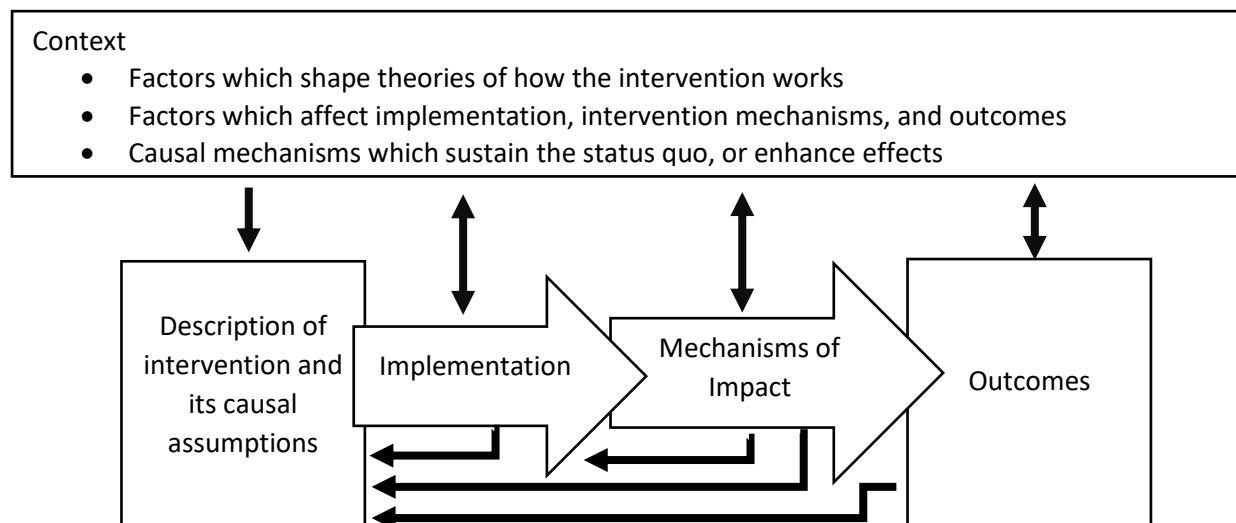 Context
• Factors which shape theories of how the intervention works
• Factors which affect implementation, intervention mechanisms, and outcomes
• Causal mechanisms which sustain the status quo, or enhance effects
Description of
intervention and
its causal
assumptions
Implementation
Mechanisms of
Impact
Outcomes